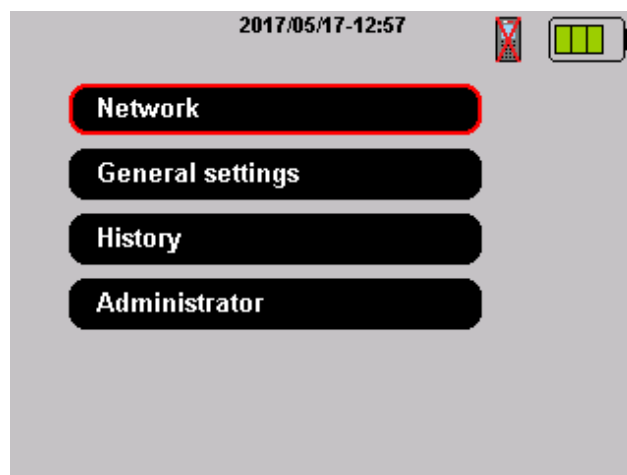 2017/05/17-12:57
Network
General settings
History
Administrator